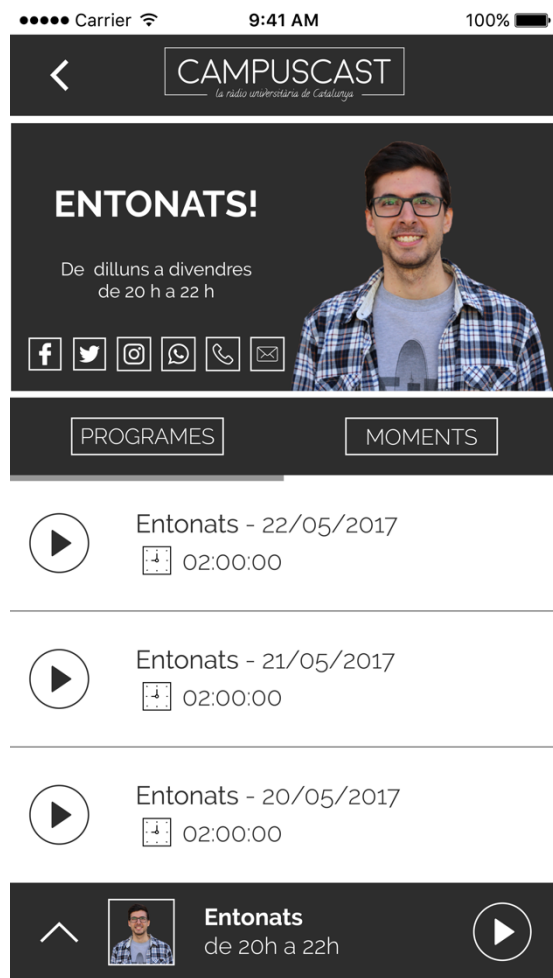 Carrier 9:41 AM 100%
CAMPUSCAST
la ràdio universitària de Catalunya
ENTONATS!
De dilluns a divendres
de 20 h a 22 h
PROGRAMES MOMENTS
Entonats - 22/05/2017
02:00:00
Entonats - 21/05/2017
02:00:00
Entonats - 20/05/2017
02:00:00
Entonats
de 20h a 22h